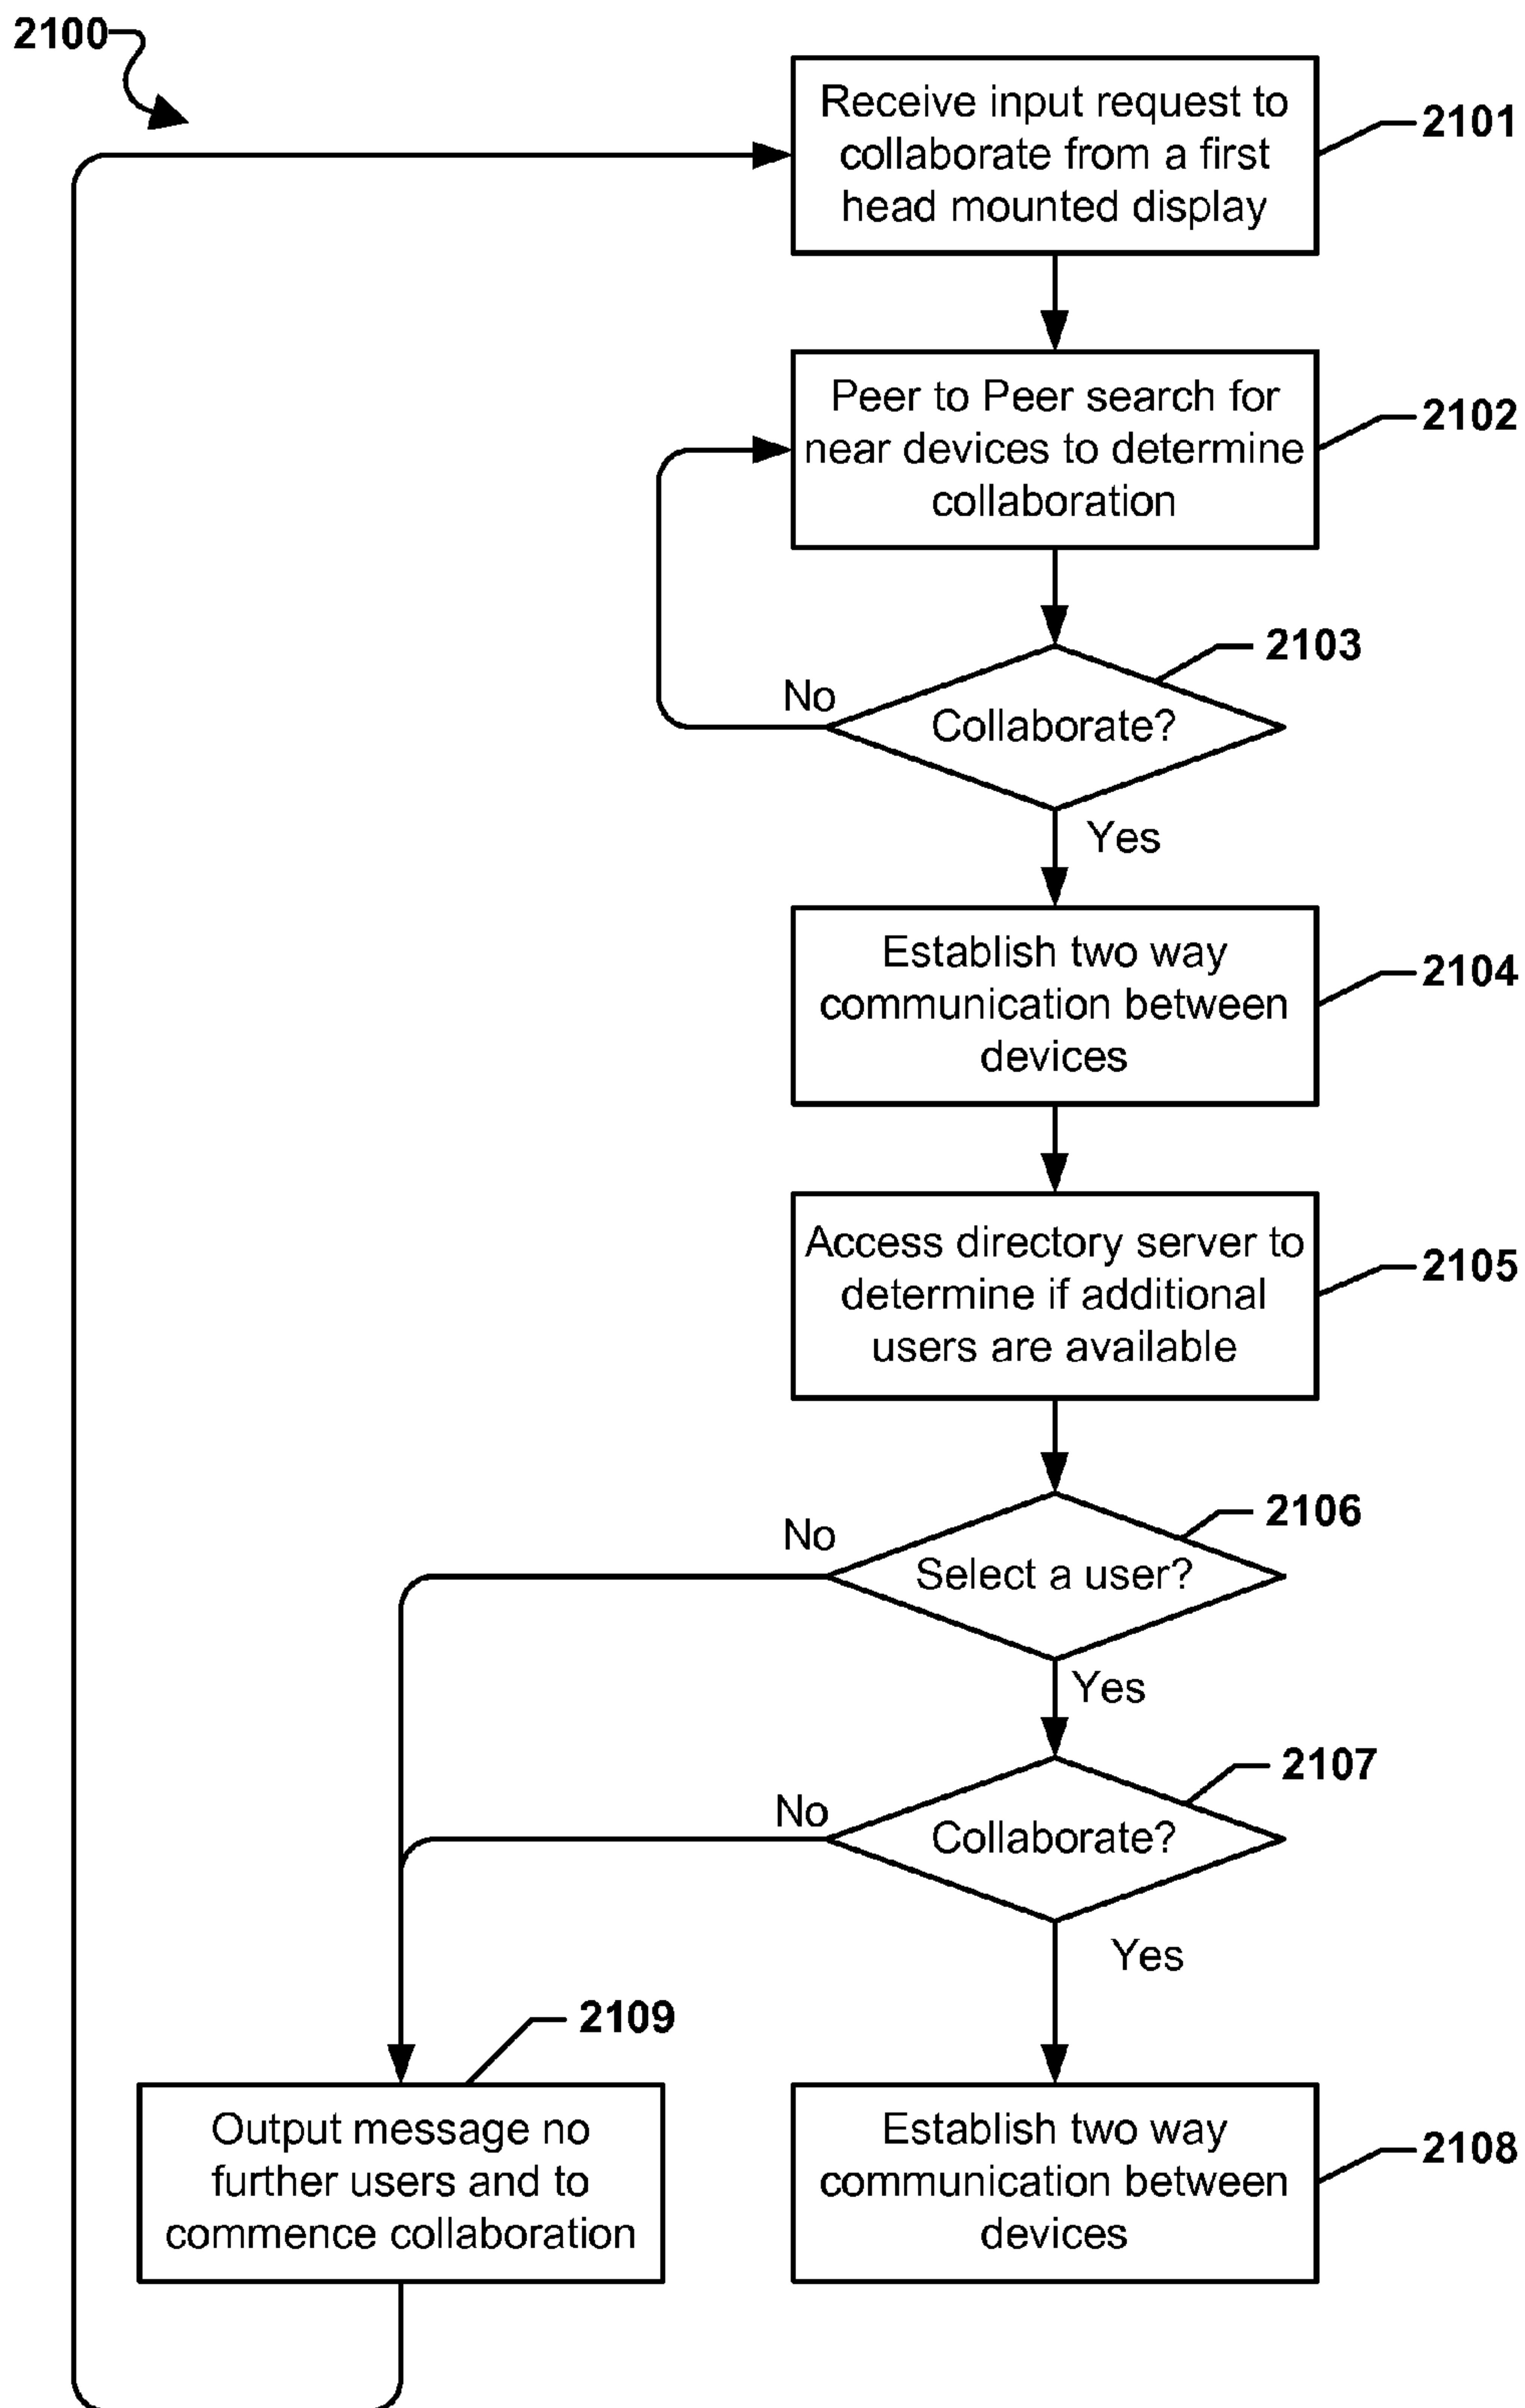 2100
Receive input request to
collaborate from a first
head mounted display
2101
Peer to Peer search for
near devices to determine
collaboration
2102
2103
No
Collaborate?
Yes
Establish two way
communication between
devices
2104
Access directory server to
determine if additional
users are available
2105
2106
No
Select a user?
Yes
2107
No
Collaborate?
Yes
2109
Output message no
further users and to
commence collaboration
Establish two way
communication between
devices
2108